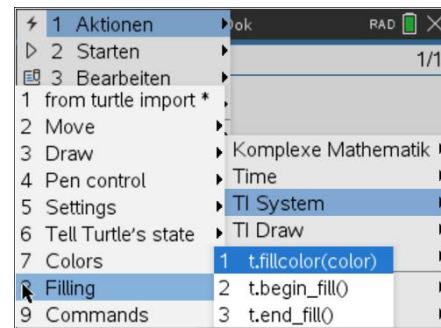 1 Aktionen
ok RAD
2 Starten
1/1
3 Bearbeiten
1 from turtle import *
2 Move
3 Draw
Komplexe Mathematik
4 Pen control
Time
5 Settings
TI System
6 Tell Turtle's state
TI Draw
7 Colors
1 t.fillcolor(color)
Filling
2 t.begin_fill()
9 Commands
3 t.end_fill()